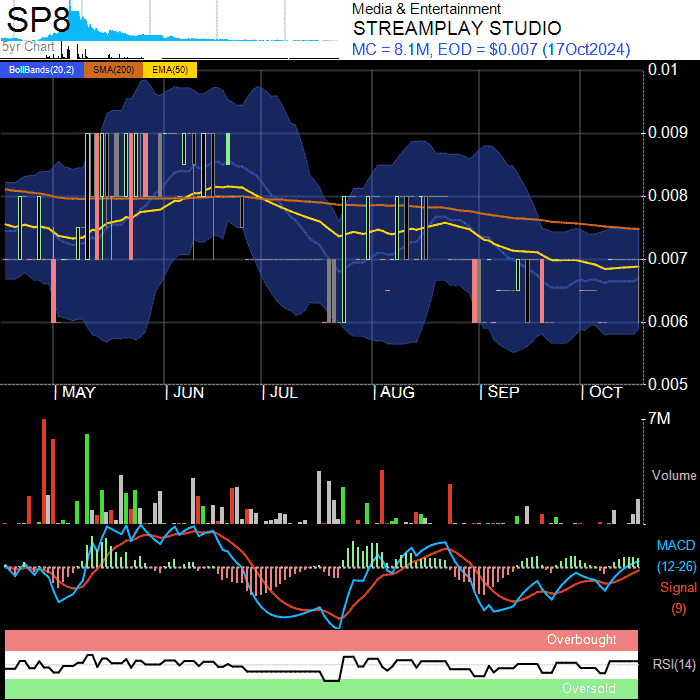 SP8
5yr Chart
Media & Entertainment
STREAMPLAY STUDIO
MC = 8.1M, EOD = $0.007 (17Oct2024)
BollBands(20,2) SMA(200) EMA(50)
0.01
0.009
0.008
0.007
0.006
0.005
MAY JUN JUL AUG SEP OCT
7M
Volume
MACD
(12-26)
Signal
(9)
Overbought
RSI(14)
Oversold